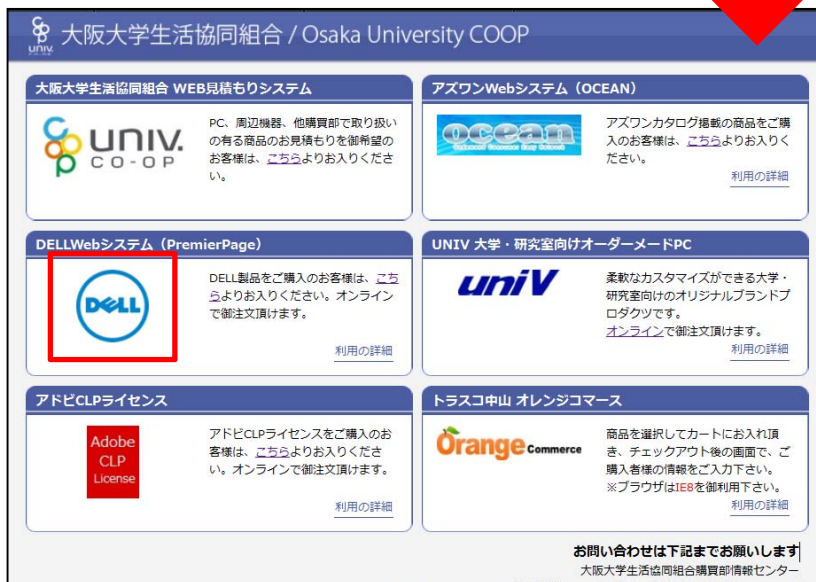 大阪大学生活協同組合 / Osaka University COOP
univ.
大阪大学生活協同組合 WEB見積もりシステム
univ.
CO-OP
PC、周辺機器、他購買部で取り扱い
の有る商品のお見積もりを御希望の
お客様は、こちらよりお入りくださ
い。
アズワンWebシステム（OCEAN）
ocean
アズワンカタログ掲載の商品をご購
入のお客様は、こちらよりお入りく
ださい。
利用の詳細
DELLWebシステム（PremierPage）
DELL
DELL製品をご購入のお客様は、こち
らよりお入りください。オンライン
で御注文頂けます。
利用の詳細
UNIV 大学・研究室向けオーダーメードPC
uniV
柔軟なカスタマイズができる大学・
研究室向けのオリジナルブランドプ
ロダクツです。
オンラインで御注文頂けます。
利用の詳細
アドビCLPライセンス
Adobe
CLP
License
アドビCLPライセンスをご購入のお
客様は、こちらよりお入りくださ
い。オンラインで御注文頂けます。
利用の詳細
トラスコ中山 オレンジコマース
Orange Commerce
商品を選択してカートにお入れ頂
き、チェックアウト後の画面で、ご
購入者様の情報をご入力下さい。
※ブラウザはIE8を御利用下さい。
利用の詳細
お問い合わせは下記までお願いします
大阪大学生活協同組合購買部情報センター